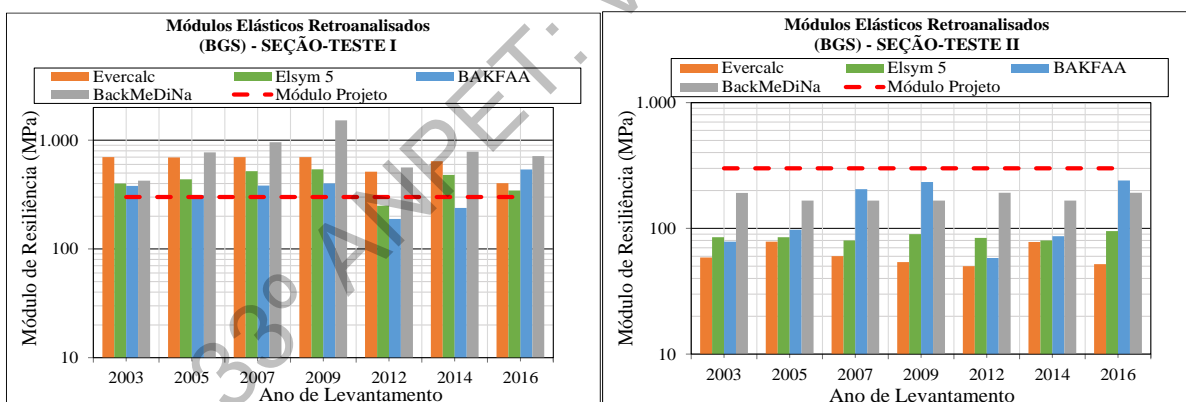 Módulos Elásticos Retroanalisados
(BGS) - SEÇÃO-TESTE I
Evercalc
Elsym 5
BAKFAA
BackMeDiNa
Módulo Projeto
Módulo de Resiliência (MPa)
1.000
100
10
2003 2005 2007 2009 2012 2014 2016
Ano de Levantamento
Módulos Elásticos Retroanalisados
(BGS) - SEÇÃO-TESTE II
Evercalc
Elsym 5
BAKFAA
BackMeDiNa
Módulo Projeto
Módulo de Resiliência (MPa)
1.000
100
10
2003 2005 2007 2009 2012 2014 2016
Ano de Levantamento
33º ANPET: